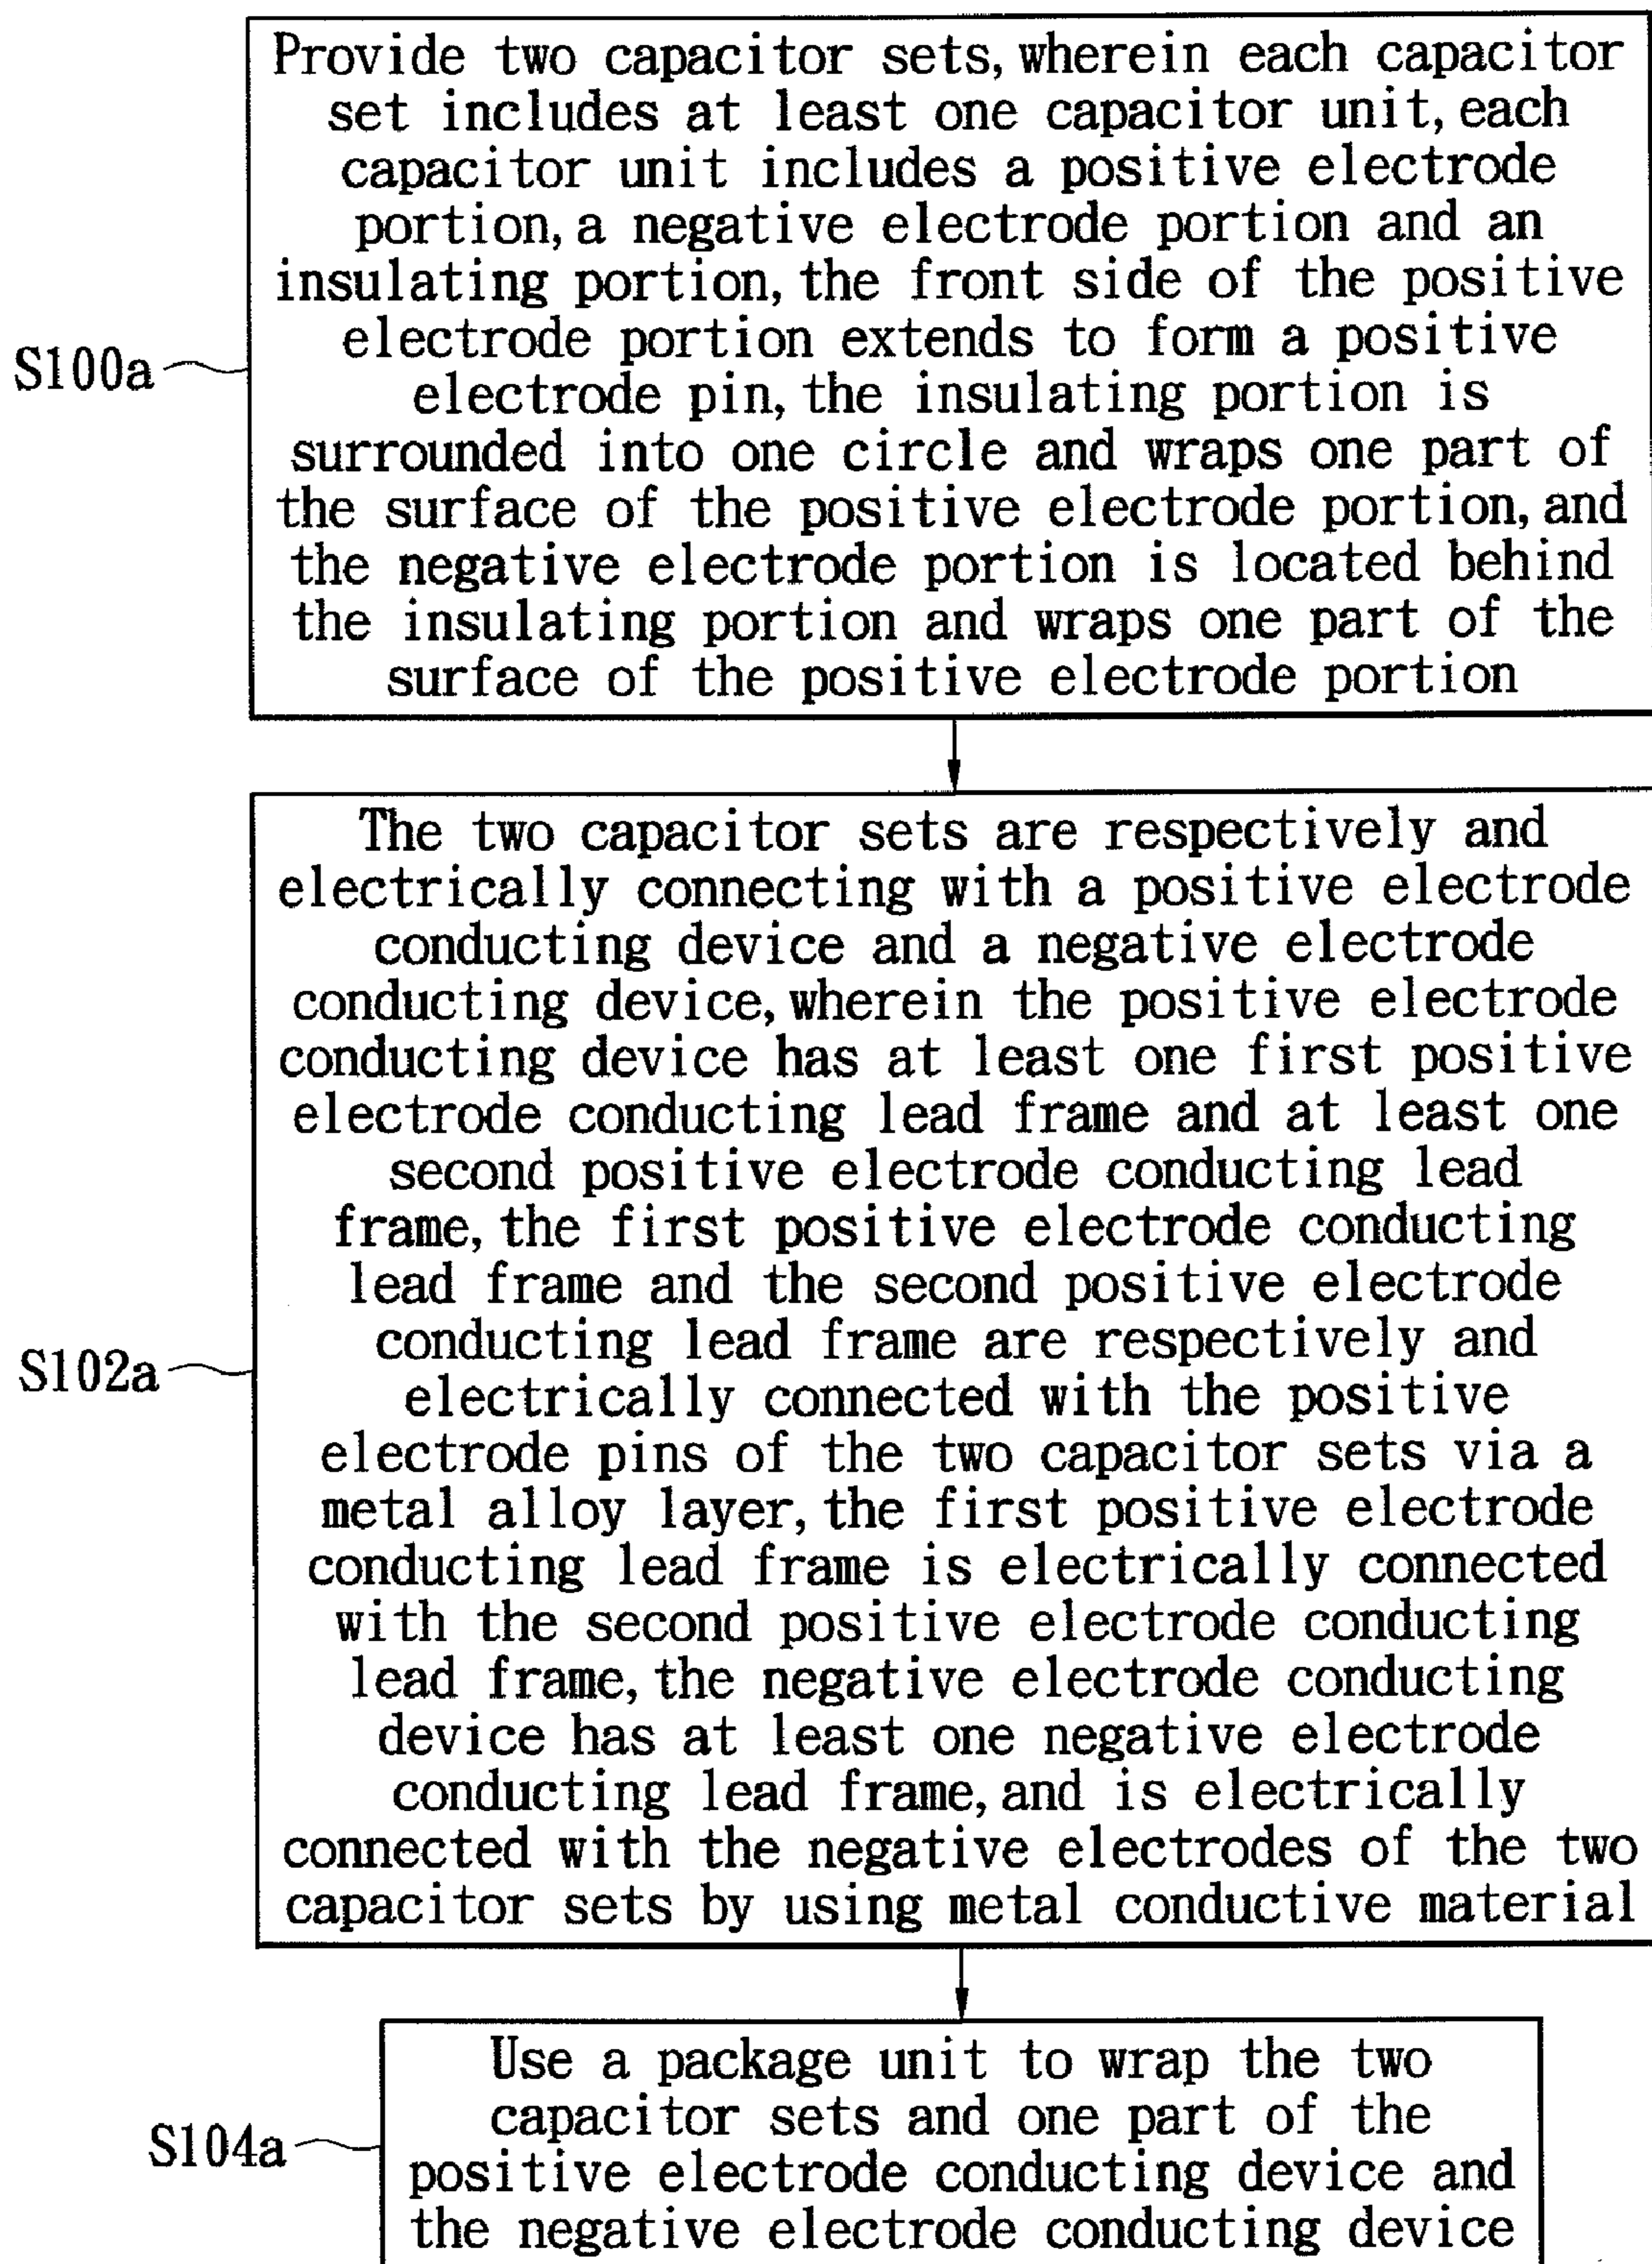 Provide two capacitor sets, wherein each capacitor
set includes at least one capacitor unit, each
capacitor unit includes a positive electrode
portion, a negative electrode portion and an
insulating portion, the front side of the positive
electrode portion extends to form a positive
S100a
electrode pin, the insulating portion is
surrounded into one circle and wraps one part of
the surface of the positive electrode portion, and
the negative electrode portion is located behind
the insulating portion and wraps one part of the
surface of the positive electrode portion
The two capacitor sets are respectively and
electrically connecting with a positive electrode
conducting device and a negative electrode
conducting device, wherein the positive electrode
conducting device has at least one first positive
electrode conducting lead frame and at least one
second positive electrode conducting lead
frame, the first positive electrode conducting
lead frame and the second positive electrode
conducting lead frame are respectively and
S102a
electrically connected with the positive
electrode pins of the two capacitor sets via a
metal alloy layer, the first positive electrode
conducting lead frame is electrically connected
with the second positive electrode conducting
lead frame, the negative electrode conducting
device has at least one negative electrode
conducting lead frame, and is electrically
connected with the negative electrodes of the two
capacitor sets by using metal conductive material
Use a package unit to wrap the two
capacitor sets and one part of the
S104a
positive electrode conducting device and
the negative electrode conducting device